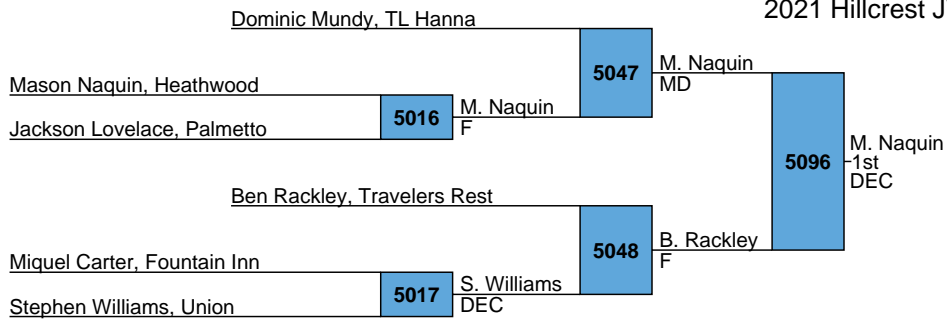 2021 Hillcrest J
Dominic Mundy, TL Hanna
5047
M. Naquin
MD
Mason Naquin, Heathwood
5016
M. Naquin
F
Jackson Lovelace, Palmetto
5096
M. Naquin
1st
DEC
Ben Rackley, Travelers Rest
5048
B. Rackley
F
Miquel Carter, Fountain Inn
5017
S. Williams
DEC
Stephen Williams, Union